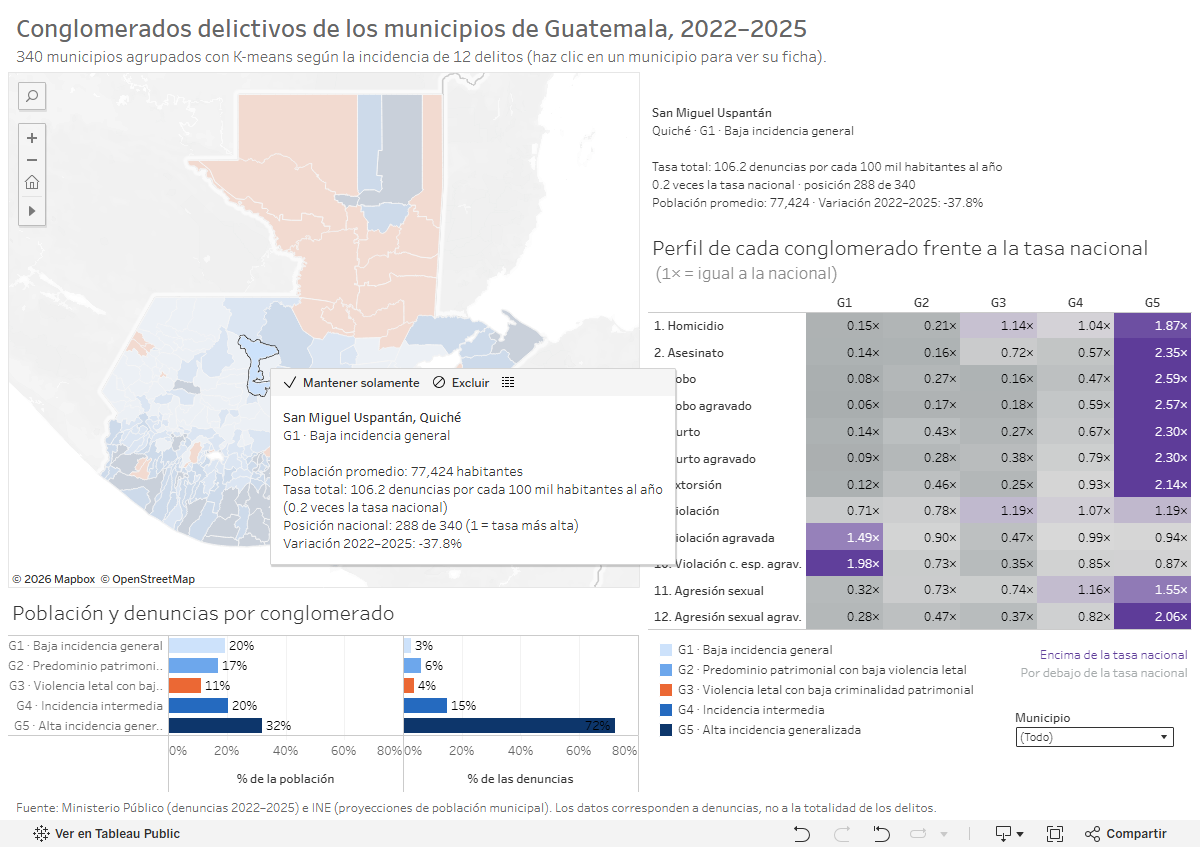 Conglomerados delictivos de los municipios de Guatemala, 2022–2025
340 municipios agrupados con K-means según la incidencia de 12 delitos (haz clic en un municipio para ver su ficha).
San Miguel Uspantán
Quiché · G1 · Baja incidencia general
Tasa total: 106.2 denuncias por cada 100 mil habitantes al año
0.2 veces la tasa nacional · posición 288 de 340
Población promedio: 77,424 · Variación 2022–2025: -37.8%
Mantener solamente Excluir
San Miguel Uspantán, Quiché
G1 · Baja incidencia general
Población promedio: 77,424 habitantes
Tasa total: 106.2 denuncias por cada 100 mil habitantes al año
(0.2 veces la tasa nacional)
Posición nacional: 288 de 340 (1 = tasa más alta)
Variación 2022–2025: -37.8%
© 2026 Mapbox © OpenStreetMap
Perfil de cada conglomerado frente a la tasa nacional
(1× = igual a la nacional)
G1 G2 G3 G4 G5
1. Homicidio 0.15× 0.21× 1.14× 1.04× 1.87×
2. Asesinato 0.14× 0.16× 0.72× 0.57× 2.35×
obo 0.08× 0.27× 0.16× 0.47× 2.59×
obo agravado 0.06× 0.17× 0.18× 0.59× 2.57×
urto 0.14× 0.43× 0.27× 0.67× 2.30×
urto agravado 0.09× 0.28× 0.38× 0.79× 2.30×
xtorsión 0.12× 0.46× 0.25× 0.93× 2.14×
iolación 0.71× 0.78× 1.19× 1.07× 1.19×
iolación agravada 1.49× 0.90× 0.47× 0.99× 0.94×
10. Violación c. esp. agrav. 1.98× 0.73× 0.35× 0.85× 0.87×
11. Agresión sexual 0.32× 0.73× 0.74× 1.16× 1.55×
12. Agresión sexual agrav. 0.28× 0.47× 0.37× 0.82× 2.06×
Población y denuncias por conglomerado
G1 · Baja incidencia general 20% 3%
G2 · Predominio patrimoni.. 17% 6%
G3 · Violencia letal con baj.. 11% 4%
G4 · Incidencia intermedia 20% 15%
G5 · Alta incidencia gener.. 32% 72%
0% 20% 40% 60% 80% 0% 20% 40% 60% 80%
% de la población % de las denuncias
G1 · Baja incidencia general
G2 · Predominio patrimonial con baja violencia letal
G3 · Violencia letal con baja criminalidad patrimonial
G4 · Incidencia intermedia
G5 · Alta incidencia generalizada
Encima de la tasa nacional
Por debajo de la tasa nacional
Municipio
(Todo)
Fuente: Ministerio Público (denuncias 2022–2025) e INE (proyecciones de población municipal). Los datos corresponden a denuncias, no a la totalidad de los delitos.
Ver en Tableau Public Compartir